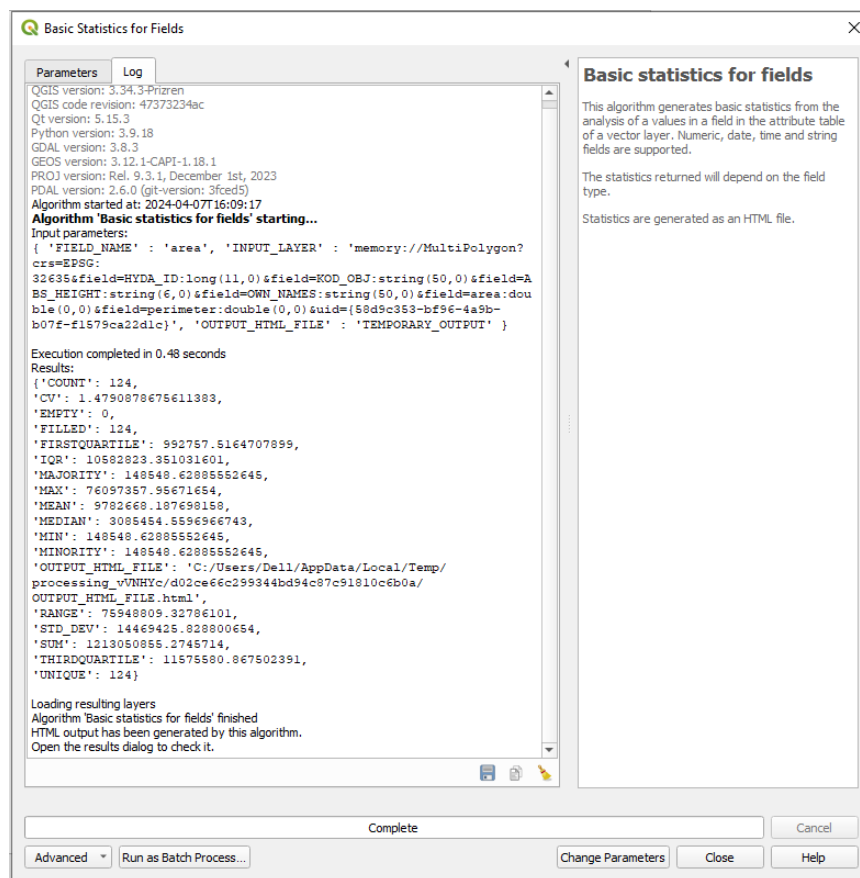 Basic Statistics for Fields
Parameters
Log
QGIS version: 3.34.3-Prizren
QGIS code revision: 47373234ac
Qt version: 5.15.3
Python version: 3.9.18
GDAL version: 3.8.3
GEOS version: 3.12.1-CAPI-1.18.1
PROJ version: Rel. 9.3.1, December 1st, 2023
PDAL version: 2.6.0 (git-version: 3fced5)
Algorithm started at: 2024-04-07T16:09:17
Algorithm 'Basic statistics for fields' starting…
Input parameters:
{ 'FIELD_NAME' : 'area', 'INPUT_LAYER' : 'memory://MultiPolygon?
crs=EPSG:
32635&field=HYDA_ID:long(11,0)&field=KOD_OBJ:string(50,0)&field=A
BS_HEIGHT:string(6,0)&field=OWN_NAMES:string(50,0)&field=area:dou
ble(0,0)&field=perimeter:double(0,0)&uid={58d9c353-bf96-4a9b-
b07f-f1579ca22d1c}', 'OUTPUT_HTML_FILE' : 'TEMPORARY_OUTPUT' }
Execution completed in 0.48 seconds
Results:
{'COUNT': 124,
'CV': 1.4790878675611383,
'EMPTY': 0,
'FILLED': 124,
'FIRSTQUARTILE': 992757.5164707899,
'IQR': 10582823.351031601,
'MAJORITY': 148548.62885552645,
'MAX': 76097357.95671654,
'MEAN': 9782668.187698158,
'MEDIAN': 3085454.5596966743,
'MIN': 148548.62885552645,
'MINORITY': 148548.62885552645,
'OUTPUT_HTML_FILE': 'C:/Users/Dell/AppData/Local/Temp/
processing_vVNHYc/d02ce66c299344bd94c87c91810c6b0a/
OUTPUT_HTML_FILE.html',
'RANGE': 75948809.32786101,
'STD_DEV': 14469425.828800654,
'SUM': 1213050855.2745714,
'THIRDQUARTILE': 11575580.867502391,
'UNIQUE': 124}
Loading resulting layers
Algorithm 'Basic statistics for fields' finished
HTML output has been generated by this algorithm.
Open the results dialog to check it.
Basic statistics for fields
This algorithm generates basic statistics from the
analysis of a values in a field in the attribute table
of a vector layer. Numeric, date, time and string
fields are supported.
The statistics returned will depend on the field
type.
Statistics are generated as an HTML file.
Complete
Cancel
Advanced
Run as Batch Process…
Change Parameters
Close
Help